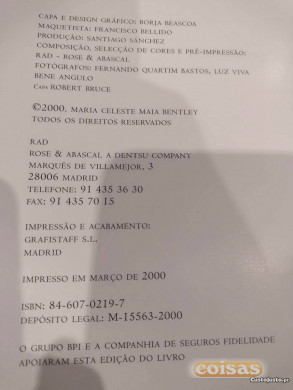 CAPA E DESIGN GRÁFICO: BORJA BEASCOA
MAQUETISTA: FRANCISCO BELLIDO
PRODUÇÃO: SANTIAGO SÁNCHEZ
COMPOSIÇÃO, SELECÇÃO DE CORES E PRÉ-IMPRESSÃO:
RAD - ROSE & ABASCAL
FOTÓGRAFOS: FERNANDO QUARTIM BASTOS, LUZ VIVA
BENE ANGULO
CAPA ROBERT BRUCE
©2000, MARIA CELESTE MAIA BENTLEY
TODOS OS DIREITOS RESERVADOS
RAD
ROSE & ABASCAL A DENTSU COMPANY
MARQUÉS DE VILLAMEJOR, 3
28006 MADRID
TELEFONE: 91 435 36 30
FAX: 91 435 70 15
IMPRESSÃO E ACABAMENTO:
GRAFISTAFF S.L.
MADRID
IMPRESSO EM MARÇO DE 2000
ISBN: 84-607-0219-7
DEPÓSITO LEGAL: M-15563-2000
O GRUPO BPI E A COMPANHIA DE SEGUROS FIDELIDADE
APOIARAM ESTA EDIÇÃO DO LIVRO
coisas